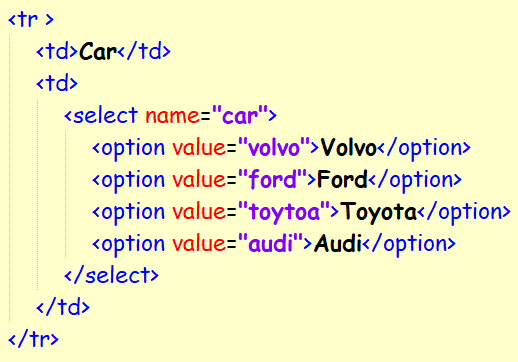 <tr >
<td>Car</td>
<td>
<select name="car">
<option value="volvo">Volvo</option>
<option value="ford">Ford</option>
<option value="toytoa">Toyota</option>
<option value="audi">Audi</option>
</select>
</td>
</tr>